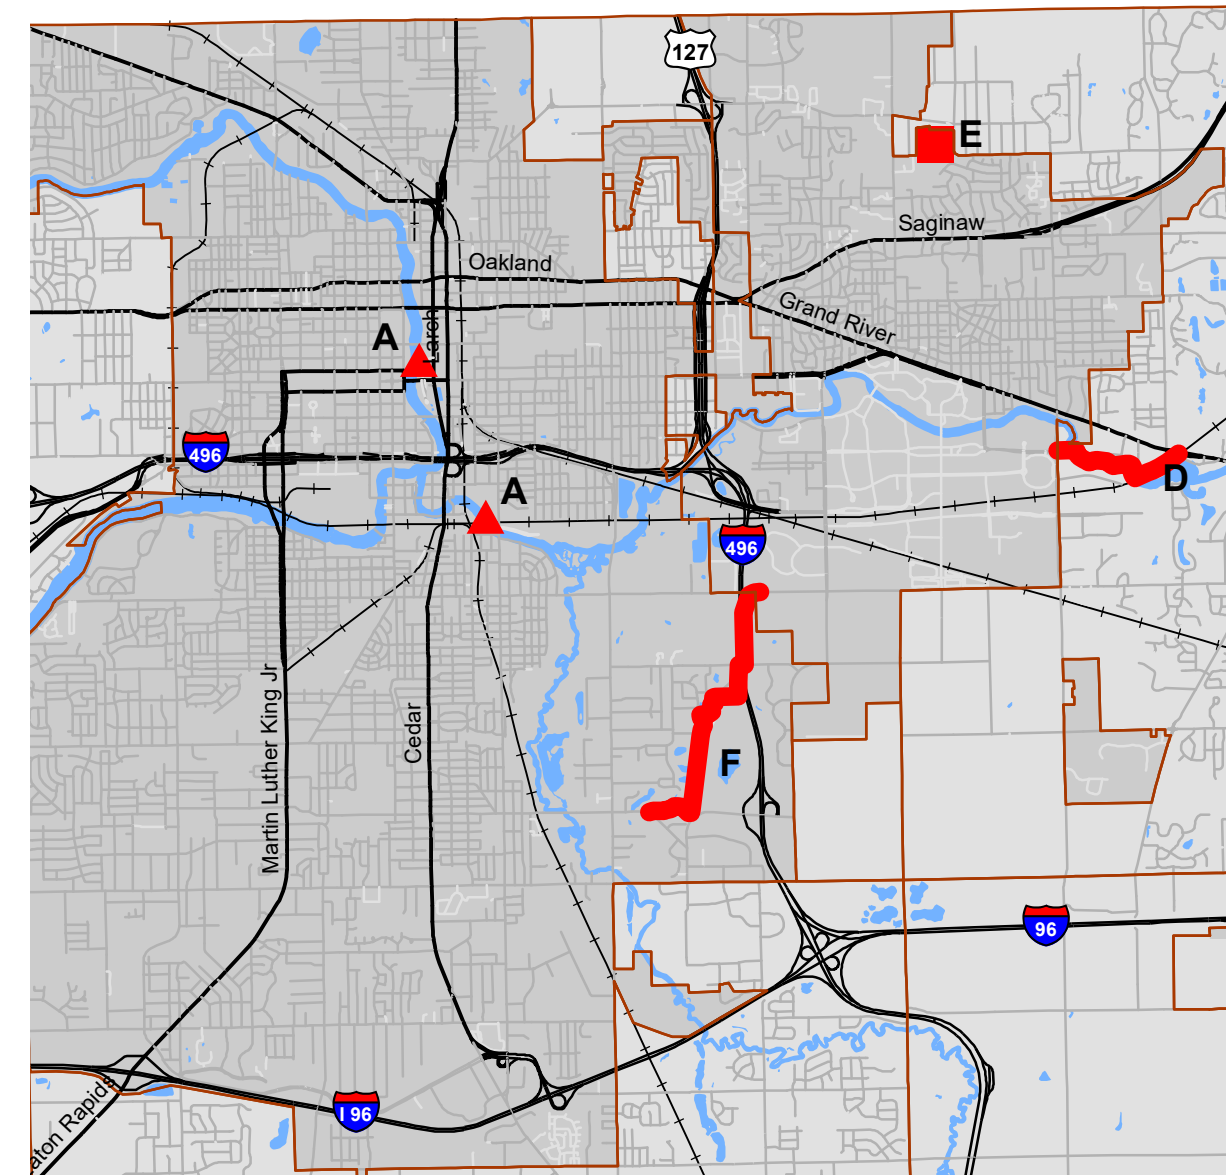 127
E
Saginaw
Oakland
Grand River
Larch
A
496
D
A
496
Martin Luther King Jr
Cedar
F
96
aton Rapids
I 96